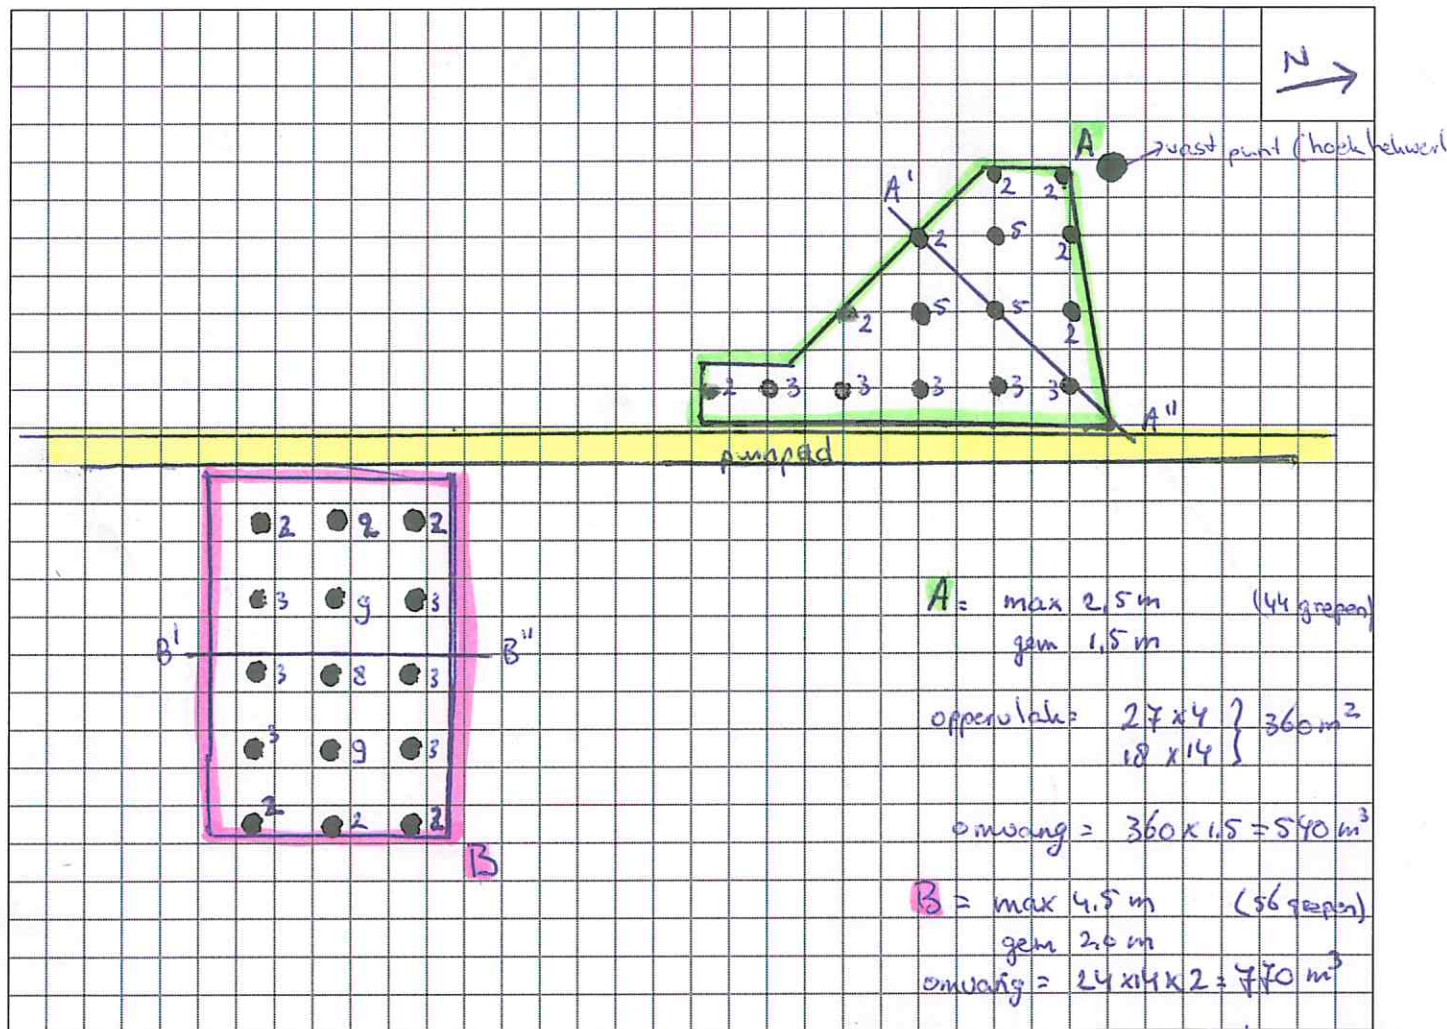 N
A
vast punt (hoekhekwerk
2 2
A'
2 5 2
2 5 5 2
2 3 3 3 3 3
A"
puinpad
2 2 2
3 9 3
B' B"
3 8 3
3 9 3
2 2 2
B
A = max 2,5 m (44 grepen)
gem 1,5 m
oppervlak = 27 x 4 } 360 m²
18 x 14
omvang = 360 x 1,5 = 540 m³
B = max 4,5 m (56 grepen)
gem 2,0 m
omvang = 24 x 14 x 2 = 770 m³